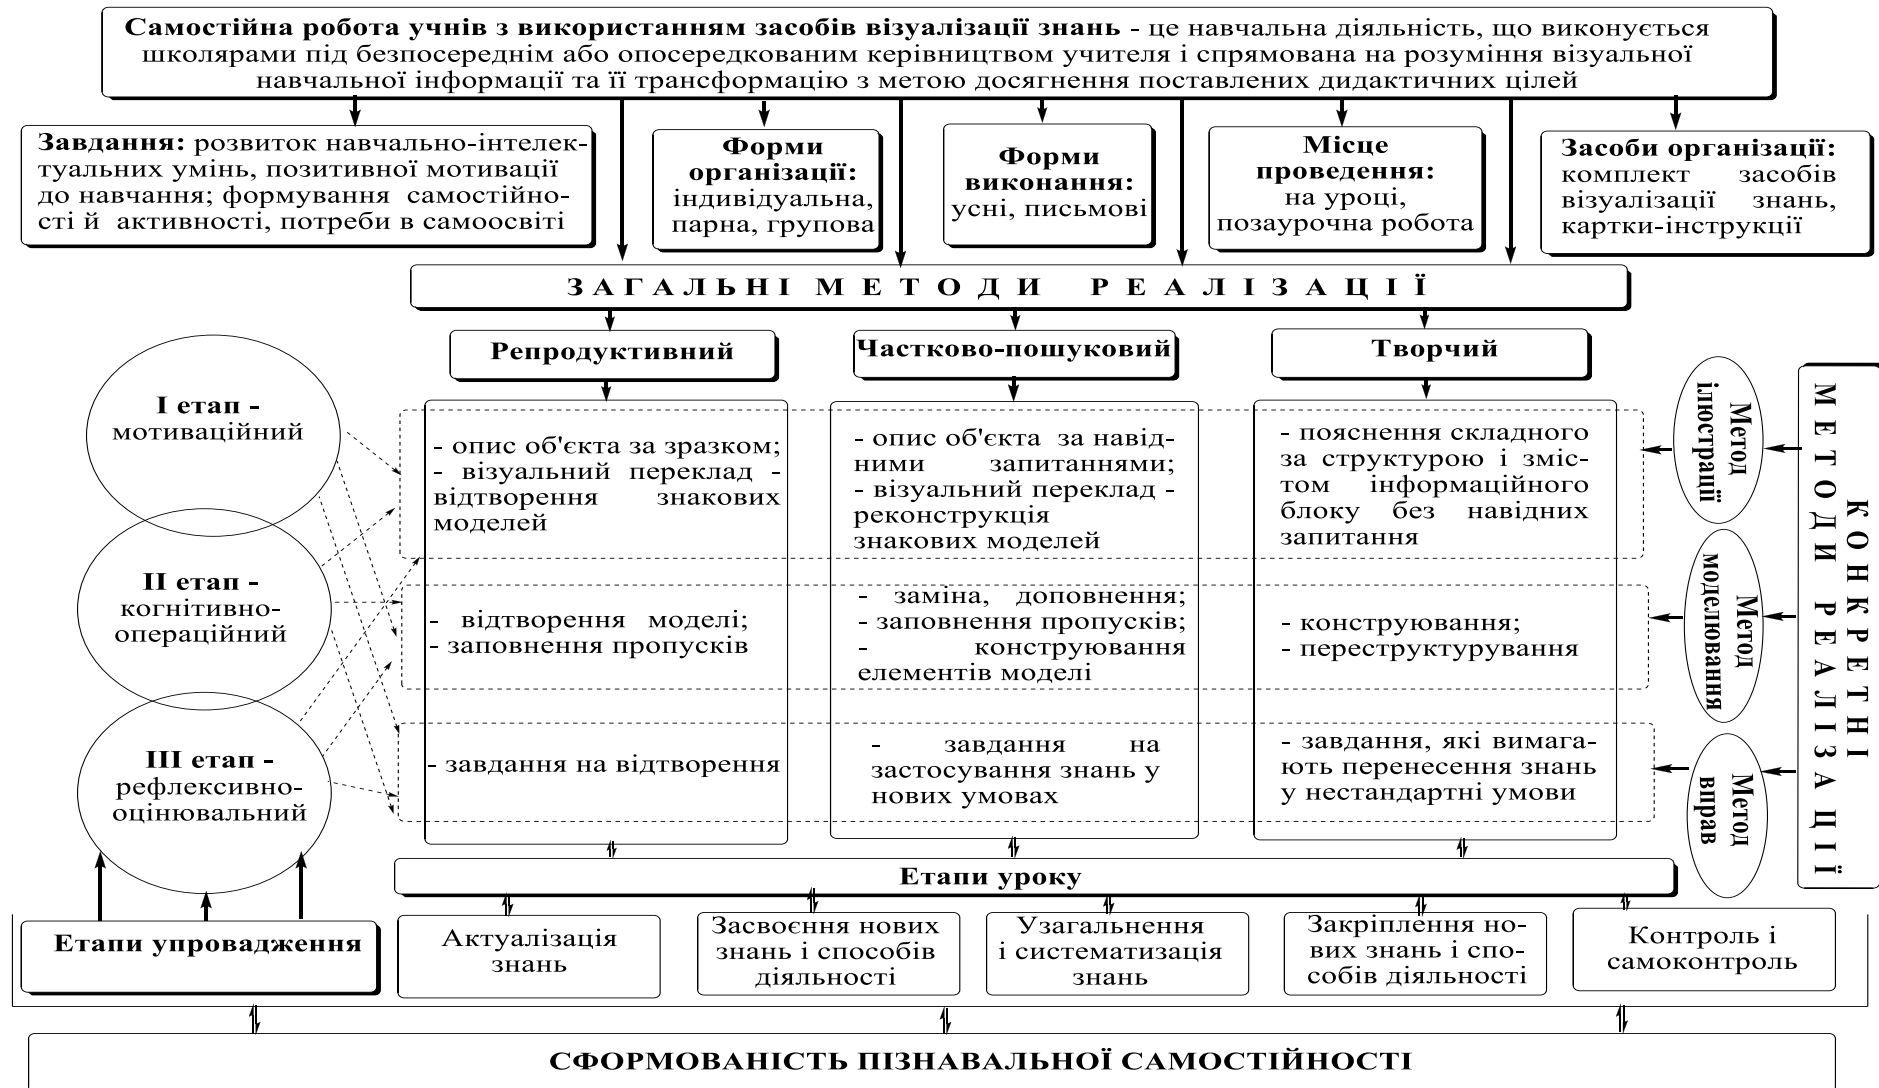 Самостійна робота учнів з використанням засобів візуалізації знань - це навчальна діяльність, що виконується
школярами під безпосереднім або опосередкованим керівництвом учителя і спрямована на розуміння візуальної
навчальної інформації та її трансформацію з метою досягнення поставлених дидактичних цілей
Завдання: розвиток навчально-інтелек-
туальних умінь, позитивної мотивації
до навчання; формування самостійно-
сті й активності, потреби в самоосвіті
Форми
організації:
індивідуальна,
парна, групова
Форми
виконання:
усні, письмові
Місце
проведення:
на уроці,
позаурочна робота
Засоби організації:
комплект засобів
візуалізації знань,
картки-інструкції
ЗАГАЛЬНІ МЕТОДИ РЕАЛІЗАЦІЇ
Репродуктивний
Частково-пошуковий
Творчий
І етап -
мотиваційний
ІІ етап -
когнітивно-
операційний
ІІІ етап -
рефлексивно-
оцінювальний
- опис об'єкта за зразком;
- візуальний переклад -
відтворення знакових
моделей
- опис об'єкта за навід-
ними запитаннями;
- візуальний переклад -
реконструкція
знакових моделей
- пояснення складного
за структурою і зміс-
том інформаційного
блоку без навідних
запитання
- відтворення моделі;
- заповнення пропусків
- заміна, доповнення;
- заповнення пропусків;
- конструювання
елементів моделі
- конструювання;
- переструктурування
- завдання на відтворення
- завдання на
застосування знань у
нових умовах
- завдання, які вимага-
ють перенесення знань
у нестандартні умови
Метод
ілюстрації
Метод
моделювання
Метод
вправ
КОНКРЕТНІ
МЕТОДИ РЕАЛІЗАЦІЇ
Етапи уроку
Етапи упровадження
Актуалізація
знань
Засвоєння нових
знань і способів
діяльності
Узагальнення
і систематизація
знань
Закріплення но-
вих знань і спо-
собів діяльності
Контроль і
самоконтроль
СФОРМОВАНІСТЬ ПІЗНАВАЛЬНОЇ САМОСТІЙНОСТІ